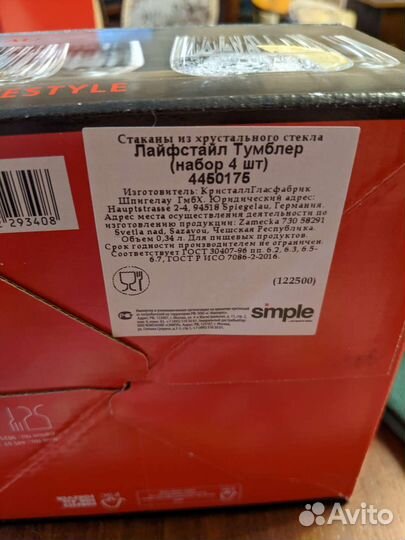 ESTYLE
Стаканы из хрустального стекла
Лайфстайл Тумблер
(набор 4 шт)
4450175
Изготовитель: КристаллГласфабрик
Шпигелау ГмбХ. Юридический адрес:
Hauptstrasse 2-4, 94518 Spiegelau, Германия.
Адрес места осуществления деятельности по
изготовлению продукции: Zamecka 730 58291
Svetla nad, Sazavou, Чешская Республика.
Объем 0,34 л. Для пищевых продуктов.
Срок годности производителем не ограничен.
Соответствует ГОСТ 30407-96 пп. 6.2, 6.3, 6.5-
6.7, ГОСТ Р ИСО 7086-2-2016.
(122500)
simple
293408
Avito